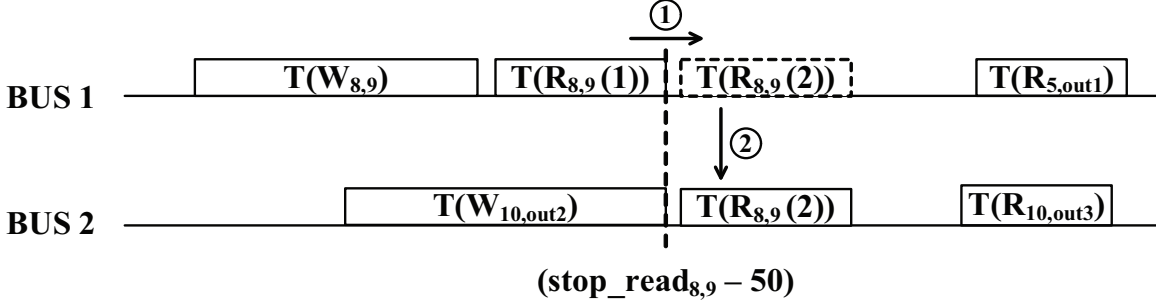 ①
BUS 1 T(W8,9) T(R8,9(1)) T(R8,9(2)) T(R5,out1)
②
BUS 2 T(W10,out2) T(R8,9(2)) T(R10,out3)
(stop_read8,9 – 50)